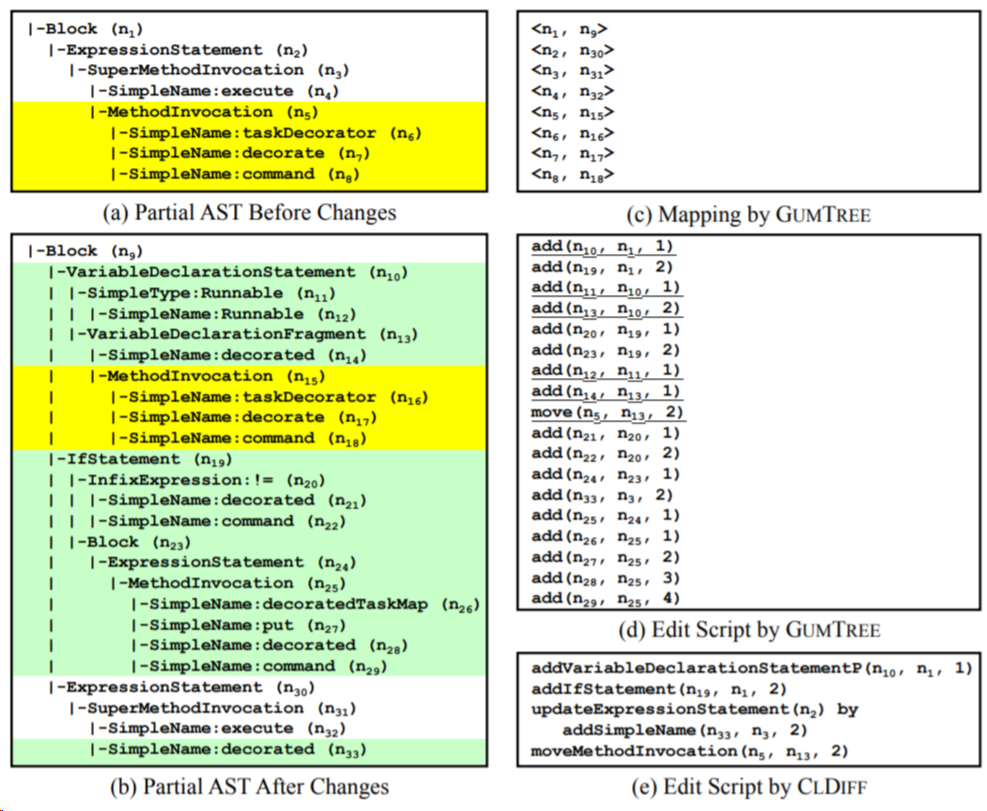 |-Block (n1)
|-ExpressionStatement (n2)
|-SuperMethodInvocation (n3)
|-SimpleName:execute (n4)
|-MethodInvocation (n5)
|-SimpleName:taskDecorator (n6)
|-SimpleName:decorate (n7)
|-SimpleName:command (n8)
(a) Partial AST Before Changes
|-Block (n9)
|-VariableDeclarationStatement (n10)
| |-SimpleType:Runnable (n11)
| | |-SimpleName:Runnable (n12)
| |-VariableDeclarationFragment (n13)
| |-SimpleName:decorated (n14)
| |-MethodInvocation (n15)
| |-SimpleName:taskDecorator (n16)
| |-SimpleName:decorate (n17)
| |-SimpleName:command (n18)
|-IfStatement (n19)
| |-InfixExpression:!= (n20)
| | |-SimpleName:decorated (n21)
| | |-SimpleName:command (n22)
| |-Block (n23)
| |-ExpressionStatement (n24)
| |-MethodInvocation (n25)
| |-SimpleName:decoratedTaskMap (n26)
| |-SimpleName:put (n27)
| |-SimpleName:decorated (n28)
| |-SimpleName:command (n29)
|-ExpressionStatement (n30)
|-SuperMethodInvocation (n31)
|-SimpleName:execute (n32)
|-SimpleName:decorated (n33)
(b) Partial AST After Changes
<n1, n9>
<n2, n30>
<n3, n31>
<n4, n32>
<n5, n15>
<n6, n16>
<n7, n17>
<n8, n18>
(c) Mapping by GUMTREE
add(n10, n1, 1)
add(n19, n1, 2)
add(n11, n10, 1)
add(n13, n10, 2)
add(n20, n19, 1)
add(n23, n19, 2)
add(n12, n11, 1)
add(n14, n13, 1)
move(n5, n13, 2)
add(n21, n20, 1)
add(n22, n20, 2)
add(n24, n23, 1)
add(n33, n3, 2)
add(n25, n24, 1)
add(n26, n25, 1)
add(n27, n25, 2)
add(n28, n25, 3)
add(n29, n25, 4)
(d) Edit Script by GUMTREE
addVariableDeclarationStatementP(n10, n1, 1)
addIfStatement(n19, n1, 2)
updateExpressionStatement(n2) by
addSimpleName(n33, n3, 2)
moveMethodInvocation(n5, n13, 2)
(e) Edit Script by CLDIFF